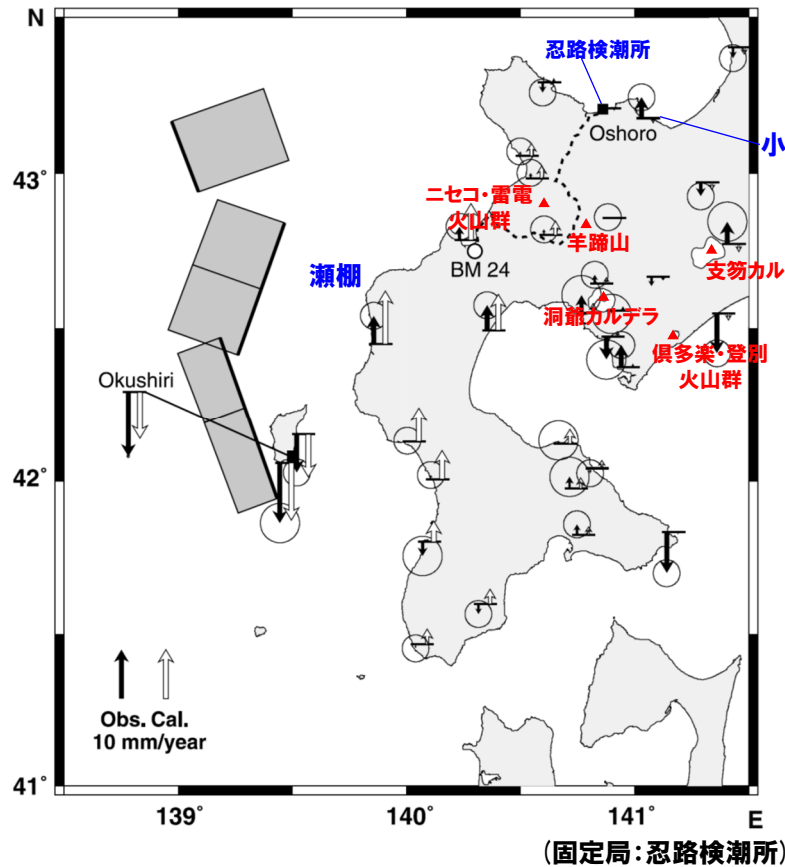 N
忍路検潮所
Oshoro
小
43°
ニセコ・雷電
火山群
羊蹄山
支笏カル
BM 24
瀬棚
洞爺カルデラ
倶多楽・登別
火山群
Okushiri
42°
Obs. Cal.
10 mm/year
41°
139°
140°
141°
E
(固定局:忍路検潮所)